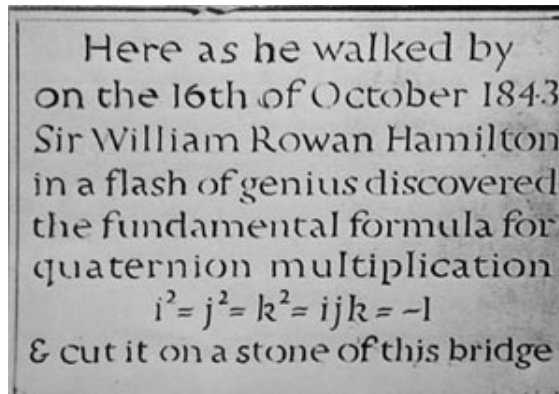 Here as he walked by
on the 16th of October 1843
Sir William Rowan Hamilton
in a flash of genius discovered
the fundamental formula for
quaternion multiplication
i² = j² = k² = ijk = −1
& cut it on a stone of this bridge